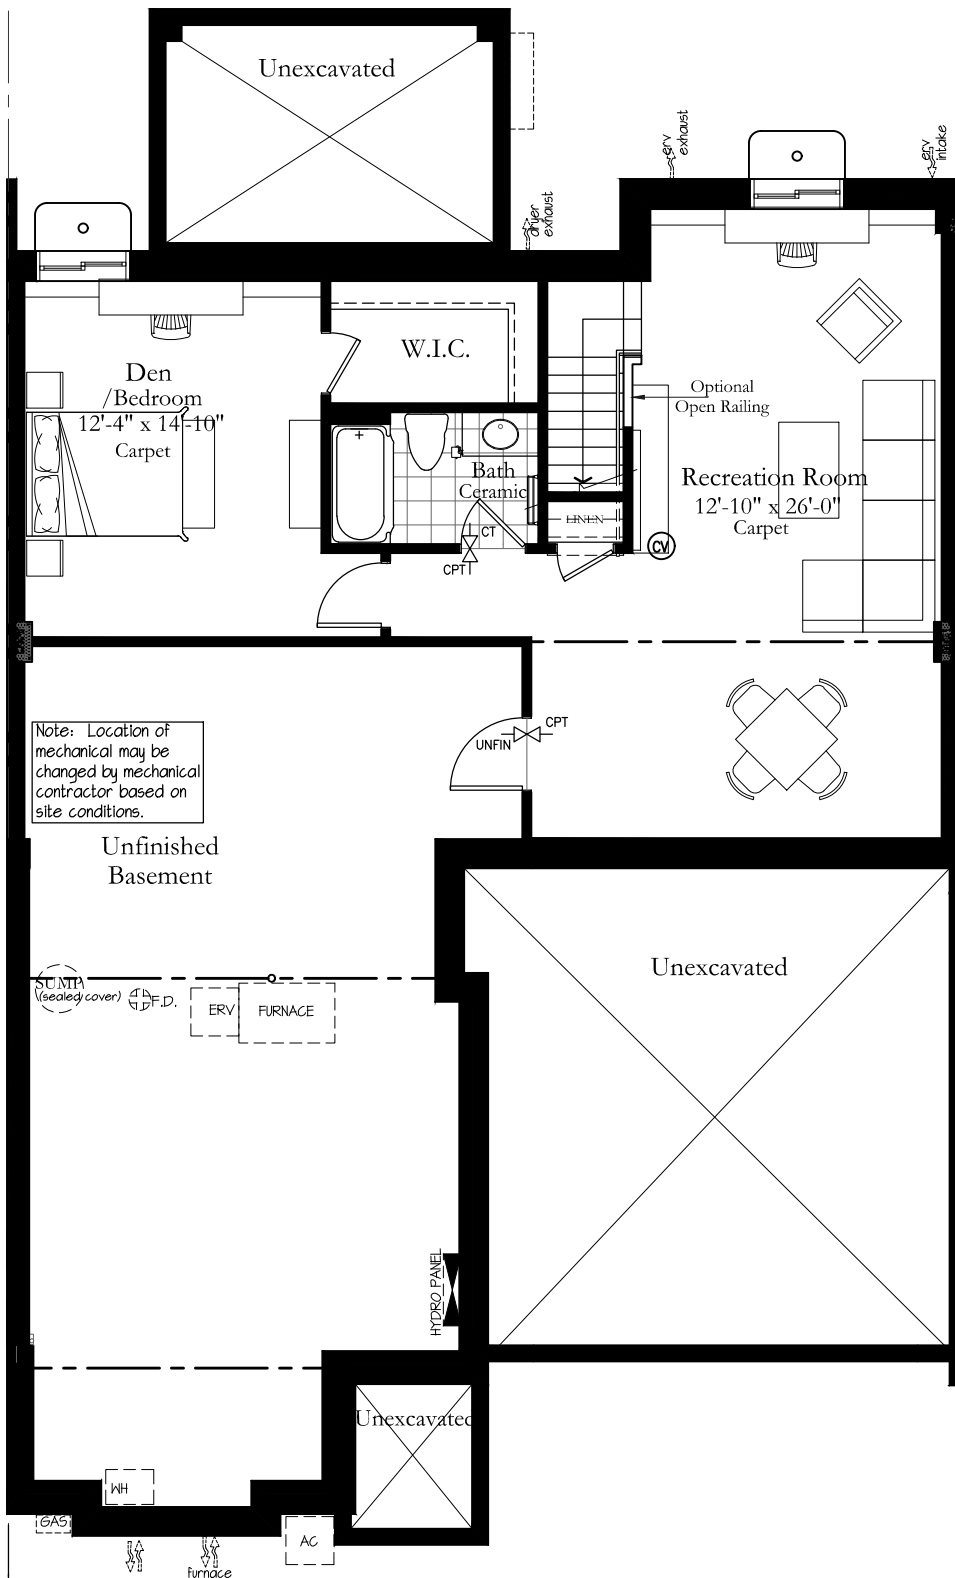 Unexcavated
erv
exhaust
erv
intake
dryer
exhaust
W.I.C.
Den
/Bedroom
12'-4" x 14'-10"
Carpet
Optional
Open Railing
Bath
Ceramic
Recreation Room
12'-10" x 26'-0"
Carpet
LINEN
CT
CPT
CV
CPT
UNFIN
Note: Location of
mechanical may be
changed by mechanical
contractor based on
site conditions.
Unfinished
Basement
Unexcavated
SUMP
(sealed cover)
F.D.
ERV
FURNACE
HYDRO PANEL
Unexcavated
WH
GAS
AC
furnace